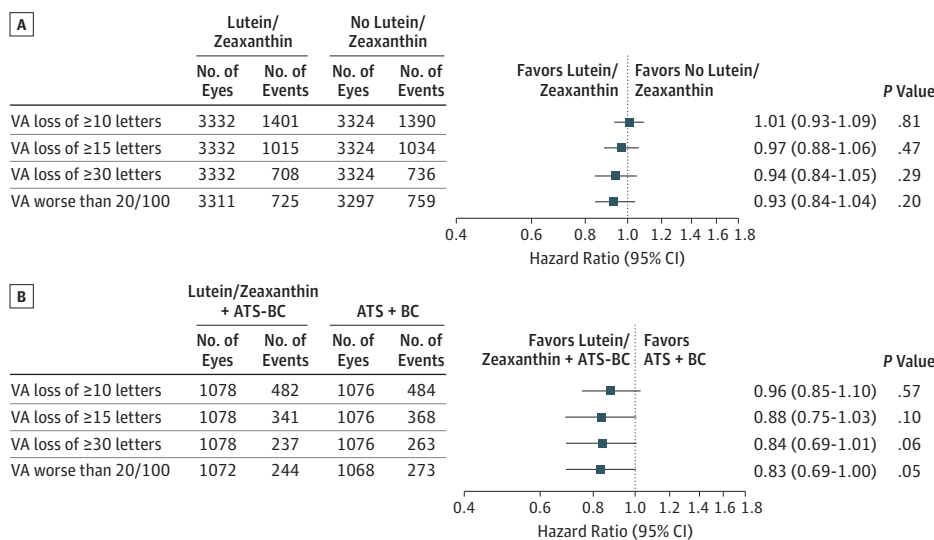 A
Lutein/
Zeaxanthin
No Lutein/
Zeaxanthin
No. of
Eyes
No. of
Events
No. of
Eyes
No. of
Events
Favors Lutein/
Zeaxanthin
Favors No Lutein/
Zeaxanthin
P Value
VA loss of ≥10 letters 3332 1401 3324 1390 1.01 (0.93-1.09) .81
VA loss of ≥15 letters 3332 1015 3324 1034 0.97 (0.88-1.06) .47
VA loss of ≥30 letters 3332 708 3324 736 0.94 (0.84-1.05) .29
VA worse than 20/100 3311 725 3297 759 0.93 (0.84-1.04) .20
0.4 0.6 0.8 1.0 1.2 1.4 1.6 1.8
Hazard Ratio (95% CI)
B
Lutein/Zeaxanthin
+ ATS-BC
ATS + BC
No. of
Eyes
No. of
Events
No. of
Eyes
No. of
Events
Favors Lutein/
Zeaxanthin + ATS-BC
Favors
ATS + BC
P Value
VA loss of ≥10 letters 1078 482 1076 484 0.96 (0.85-1.10) .57
VA loss of ≥15 letters 1078 341 1076 368 0.88 (0.75-1.03) .10
VA loss of ≥30 letters 1078 237 1076 263 0.84 (0.69-1.01) .06
VA worse than 20/100 1072 244 1068 273 0.83 (0.69-1.00) .05
0.4 0.6 0.8 1.0 1.2 1.4 1.6 1.8
Hazard Ratio (95% CI)